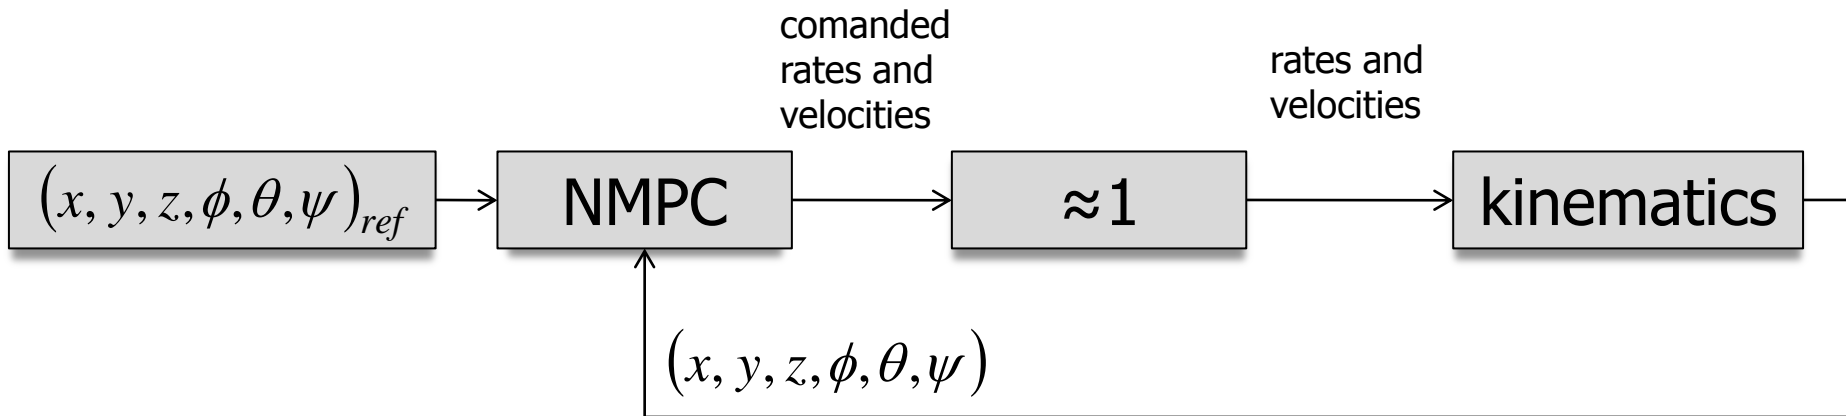 comanded
rates and
velocities
rates and
velocities
(x, y, z, ϕ, θ, ψ)ref
NMPC
≈1
kinematics
(x, y, z, ϕ, θ, ψ)